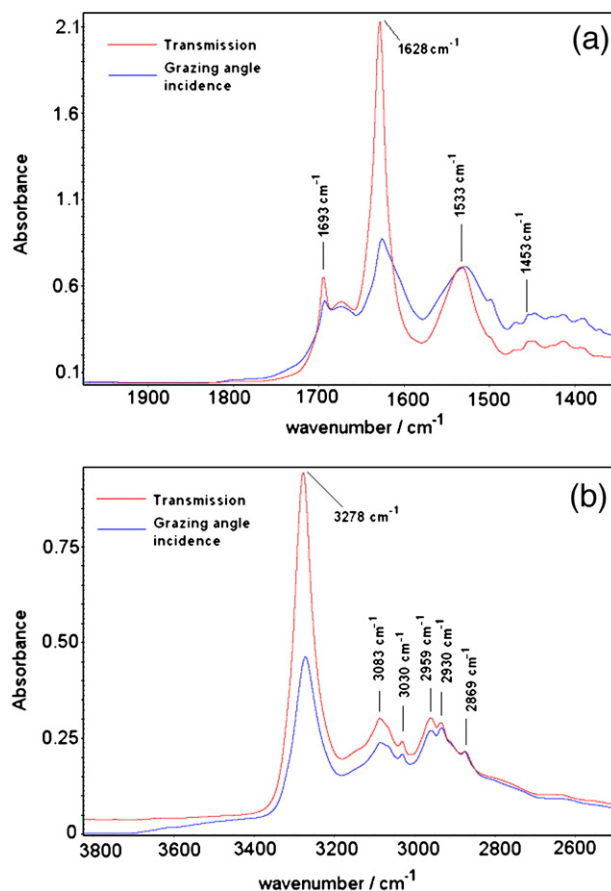 2.1
1.6
1.1
0.6
0.1
Absorbance
Transmission
Grazing angle
incidence
1628 cm⁻¹
(a)
1693 cm⁻¹
1533 cm⁻¹
1453 cm⁻¹
1900 1800 1700 1600 1500 1400
wavenumber / cm⁻¹
0.75
0.50
0.25
0
Absorbance
Transmission
Grazing angle
incidence
3278 cm⁻¹
(b)
3083 cm⁻¹
3030 cm⁻¹
2959 cm⁻¹
2930 cm⁻¹
2869 cm⁻¹
3800 3600 3400 3200 3000 2800 2600
wavenumber / cm⁻¹